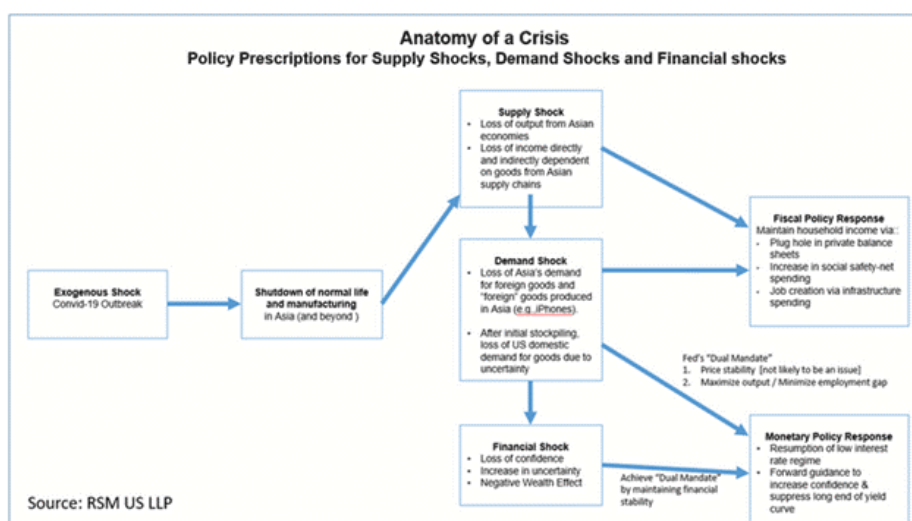 Anatomy of a Crisis
Policy Prescriptions for Supply Shocks, Demand Shocks and Financial shocks
Supply Shock
• Loss of output from Asian
economies
• Loss of income directly
and indirectly dependent
on goods from Asian
supply chains
Fiscal Policy Response
Maintain household income via::
• Plug hole in private balance
sheets
• Increase in social safety-net
spending
• Job creation via infrastructure
spending
Exogenous Shock
Convid-19 Outbreak
Shutdown of normal life
and manufacturing
in Asia (and beyond )
Demand Shock
• Loss of Asia's demand
for foreign goods and
"foreign" goods produced
in Asia (e.g.,iPhones).
• After initial stockpiling,
loss of US domestic
demand for goods due to
uncertainty
Fed's "Dual Mandate"
1. Price stability [not likely to be an issue]
2. Maximize output / Minimize employment gap
Financial Shock
• Loss of confidence
• Increase in uncertainty
• Negative Wealth Effect
Achieve "Dual Mandate"
by maintaining financial
stability
Monetary Policy Response
• Resumption of low interest
rate regime
• Forward guidance to
increase confidence &
suppress long end of yield
curve
Source: RSM US LLP